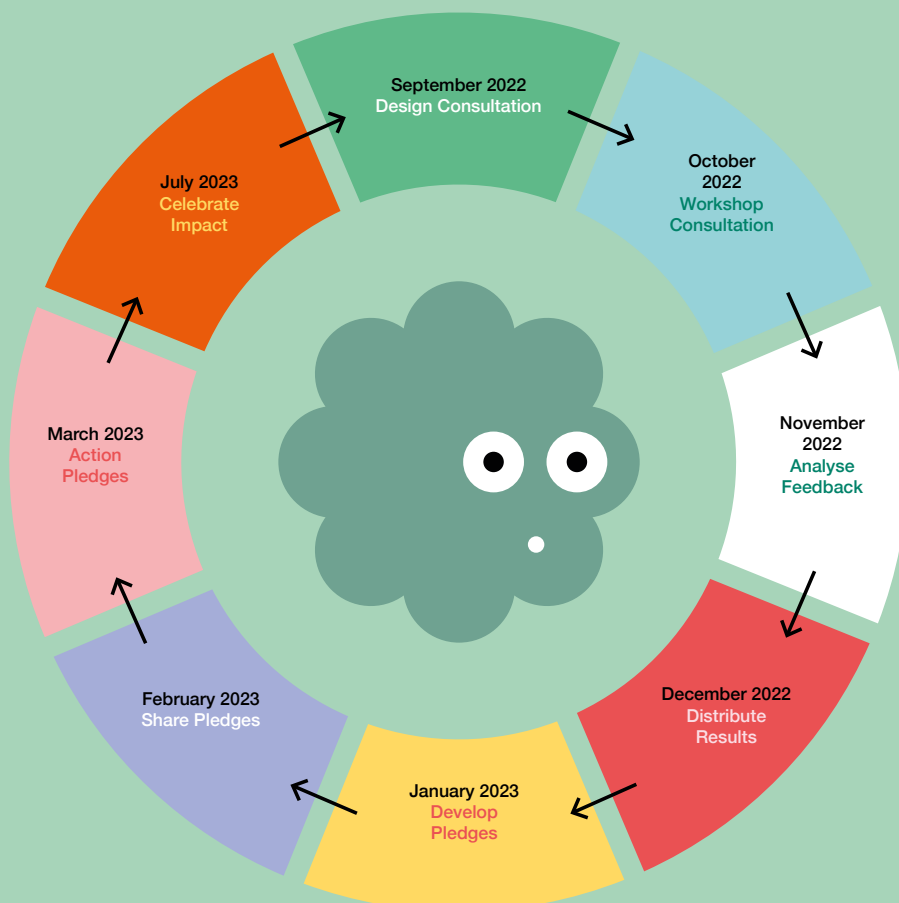 September 2022
Design Consultation
October
2022
Workshop
Consultation
November
2022
Analyse
Feedback
December 2022
Distribute
Results
January 2023
Develop
Pledges
February 2023
Share Pledges
March 2023
Action
Pledges
July 2023
Celebrate
Impact